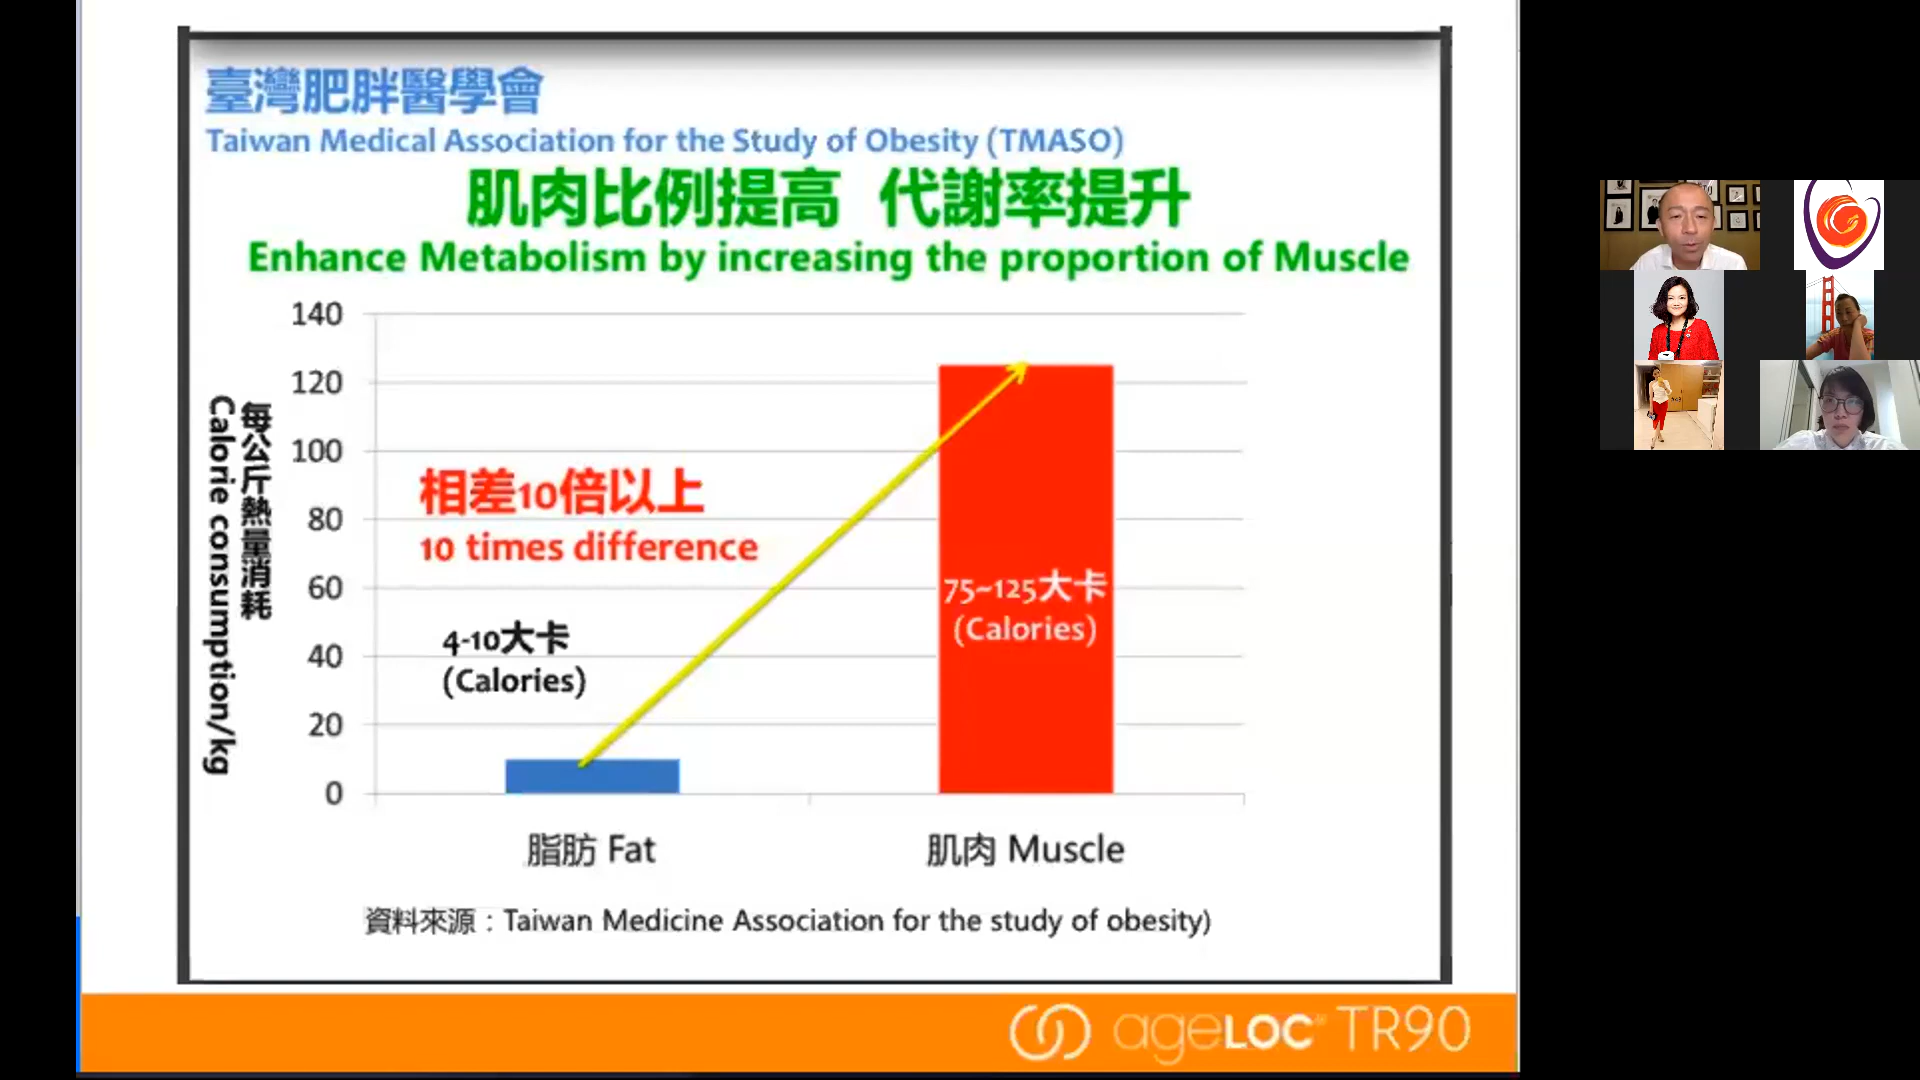 臺灣肥胖醫學會
Taiwan Medical Association for the Study of Obesity (TMASO)
肌肉比例提高 代謝率提升
Enhance Metabolism by increasing the proportion of Muscle
每公斤熱量消耗
Calorie consumption/kg
140
120
100
80
60
40
20
0
相差10倍以上
10 times difference
4-10大卡
(Calories)
75~125大卡
(Calories)
脂肪 Fat
肌肉 Muscle
資料來源：Taiwan Medicine Association for the study of obesity)
ageLOC® TR90